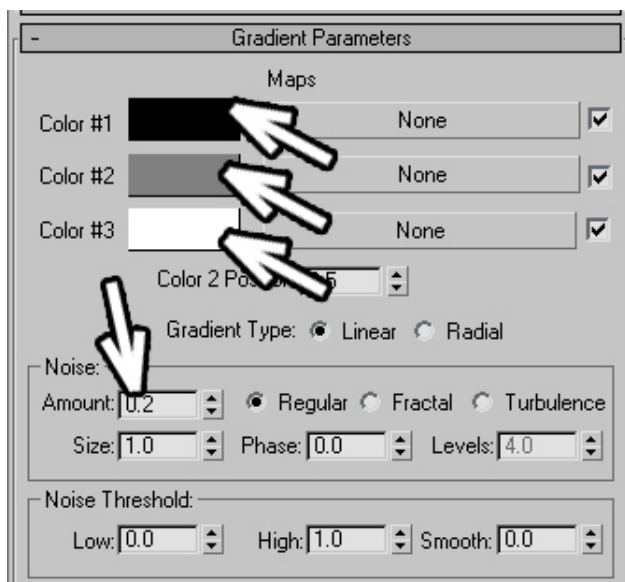 - Gradient Parameters
Maps
Color #1 None
Color #2 None
Color #3 None
Color 2
Gradient Type: Linear Radial
Noise:
Amount: 0.2 Regular Fractal Turbulence
Size: 1.0 Phase: 0.0 Levels: 4.0
Noise Threshold:
Low: 0.0 High: 1.0 Smooth: 0.0